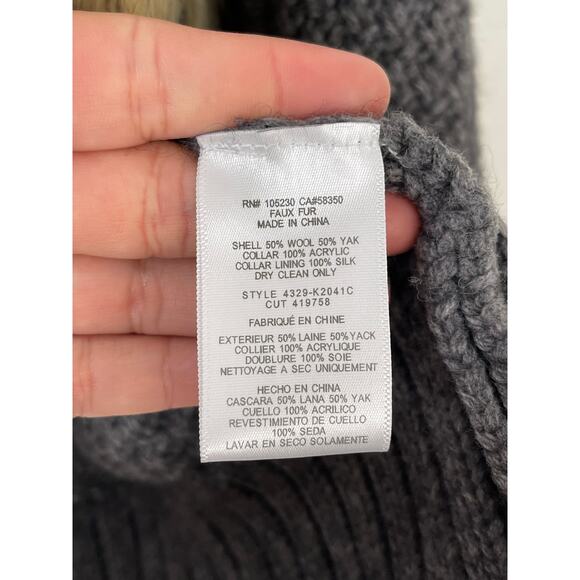 RN# 105230 CA#58350
FAUX FUR
MADE IN CHINA
SHELL 50% WOOL 50% YAK
COLLAR 100% ACRYLIC
COLLAR LINING 100% SILK
DRY CLEAN ONLY
STYLE 4329-K2041C
CUT 419758
FABRIQUÉ EN CHINE
EXTERIEUR 50% LAINE 50%YACK
COLLIER 100% ACRYLIQUE
DOUBLURE 100% SOIE
NETTOYAGE A SEC UNIQUEMENT
HECHO EN CHINA
CASCARA 50% LANA 50% YAK
CUELLO 100% ACRILICO
REVESTIMIENTO DE CUELLO
100% SEDA
LAVAR EN SECO SOLAMENTE